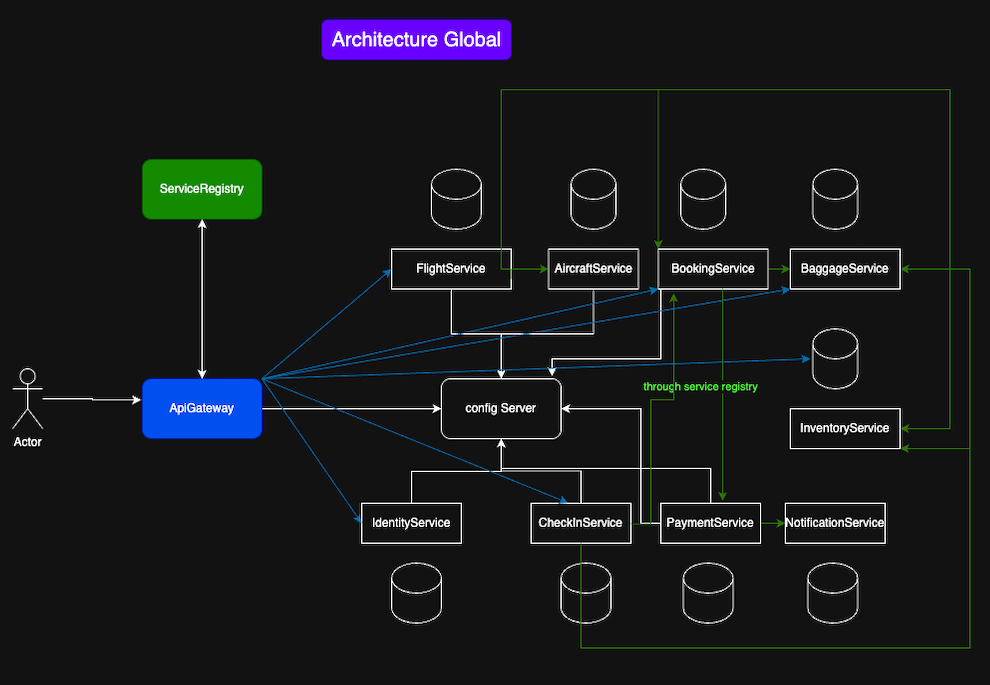 Architecture Global
ServiceRegistry
FlightService
AircraftService
BookingService
BaggageService
through service registry
ApiGateway
config Server
InventoryService
Actor
IdentityService
CheckInService
PaymentService
NotificationService